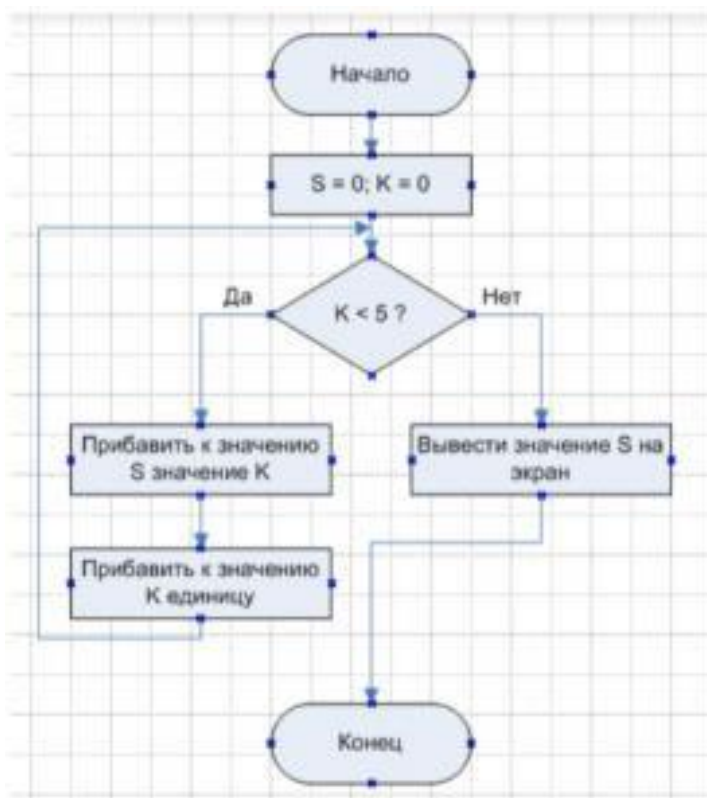 Начало
S = 0; K = 0
K < 5 ?
Да
Нет
Прибавить к значению
S значение K
Вывести значение S на
экран
Прибавить к значению
K единицу
Конец